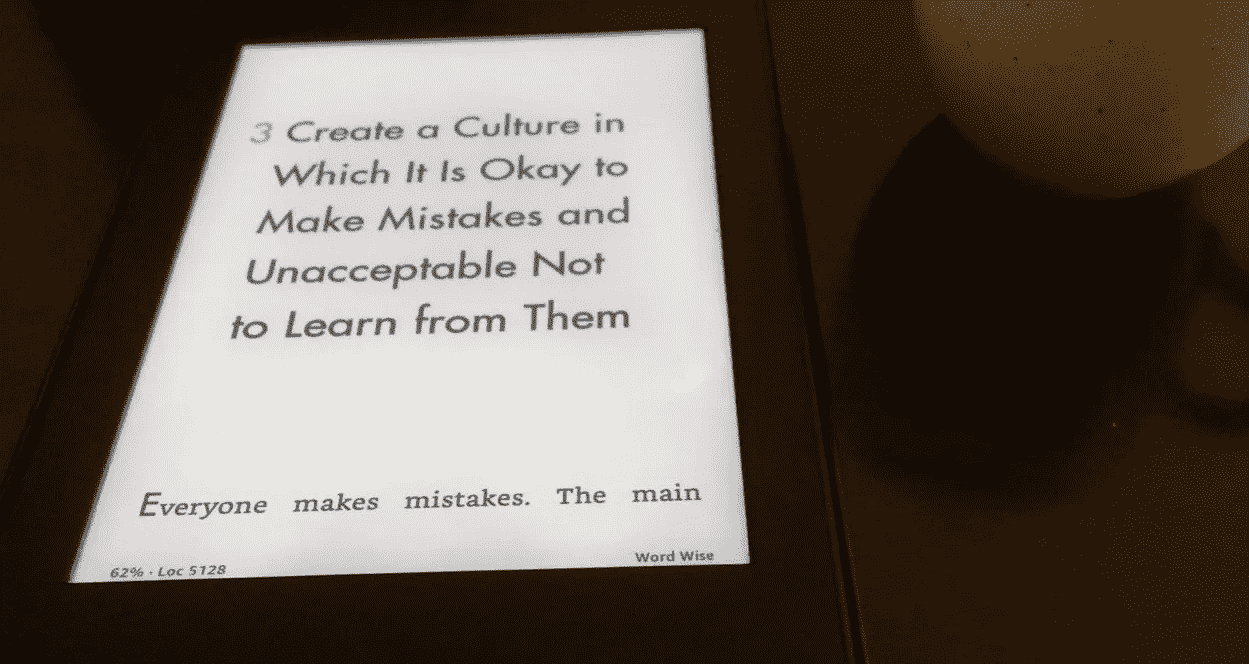 3 Create a Culture in
Which It Is Okay to
Make Mistakes and
Unacceptable Not
to Learn from Them
Everyone makes mistakes. The main
62% · Loc 5128
Word Wise